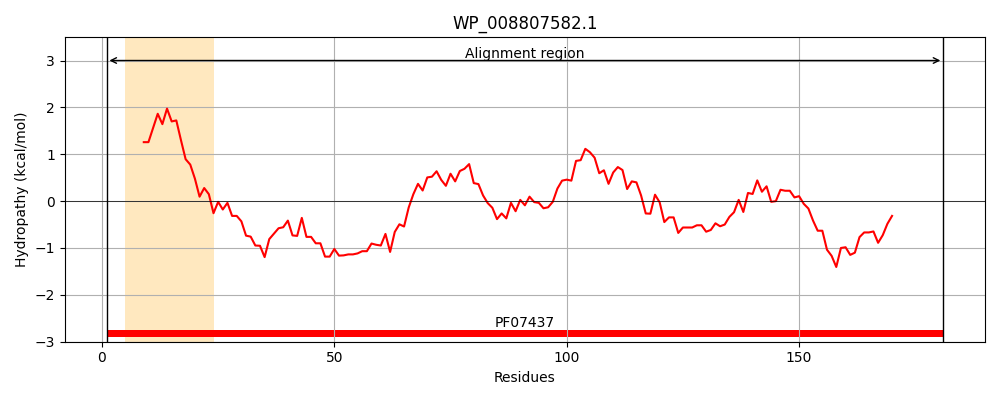 WP_008807582.1
Alignment region
3
2
1
0
−1
−2
−3
Hydropathy (kcal/mol)
PF07437
0 50 100 150
Residues